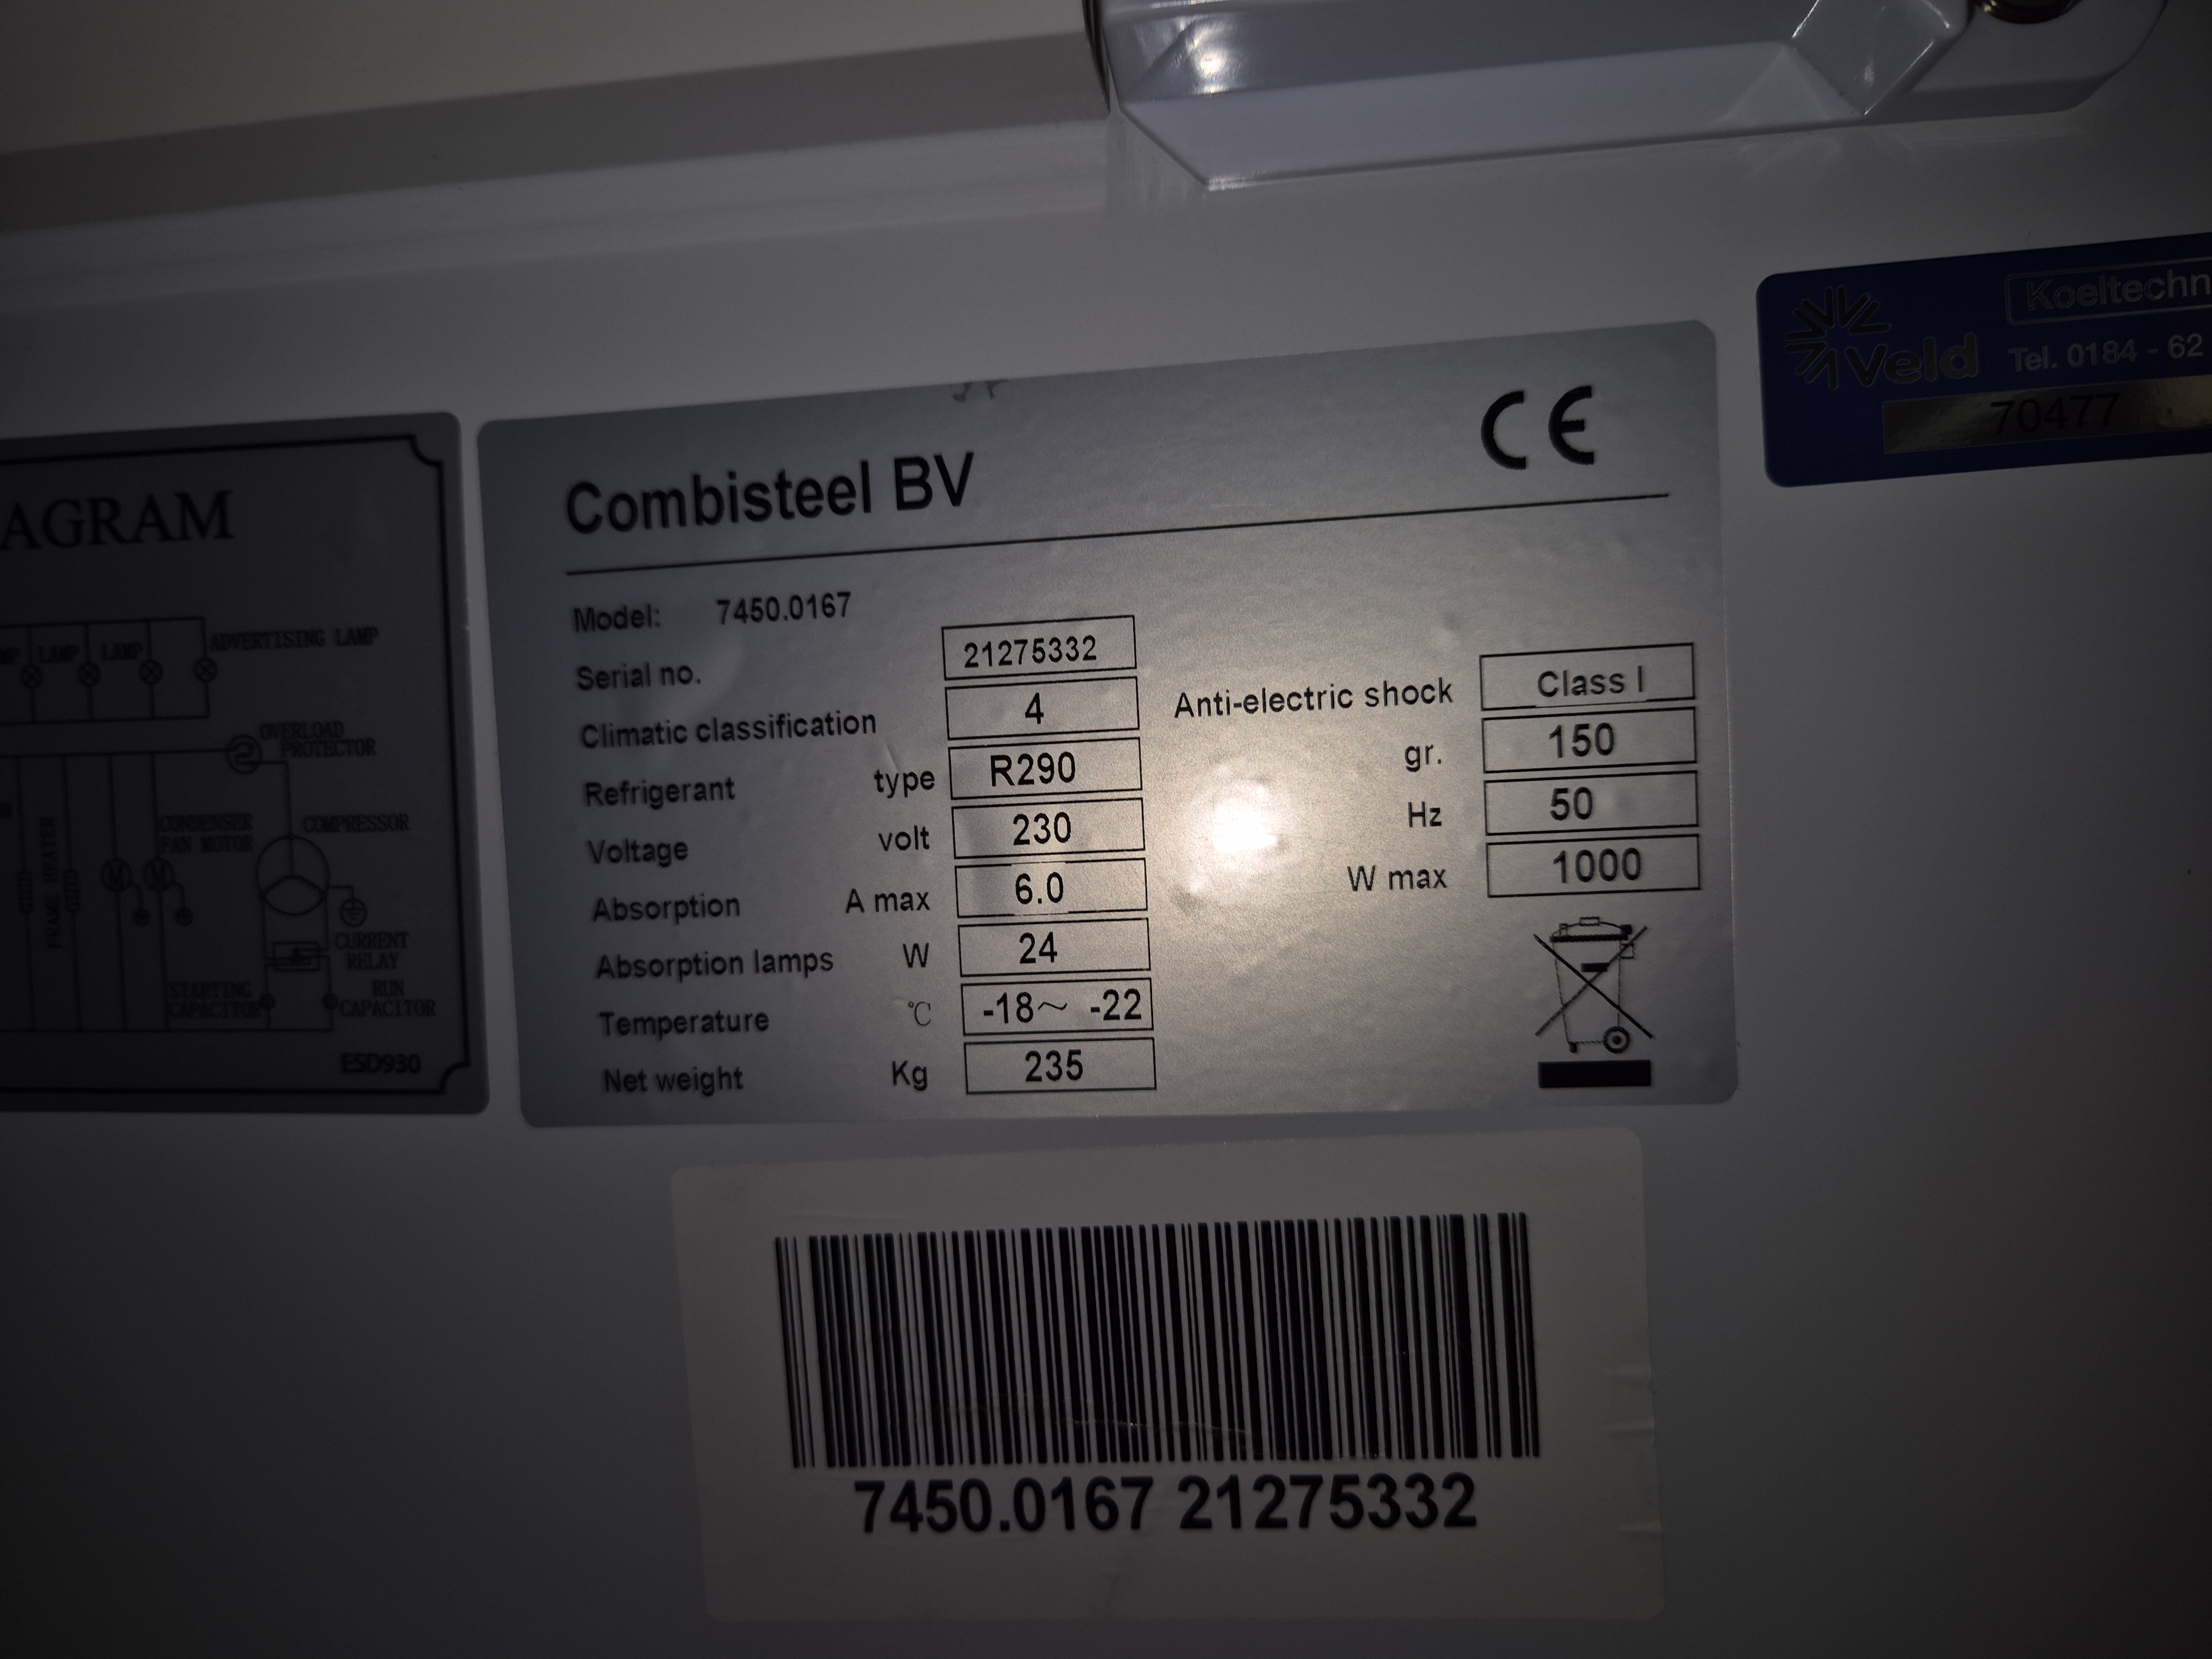 AGRAM
LAMP LAMP ADVERTISING LAMP
OVERLOAD
PROTECTOR
FRAME HEATER
CONDENSER
FAN MOTOR
COMPRESSOR
CURRENT
RELAY
STARTING
CAPACITOR
RUN
CAPACITOR
ESD930
Combisteel BV
CE
Model: 7450.0167
Serial no. 21275332
Climatic classification 4 Anti-electric shock Class I
Refrigerant type R290 gr. 150
Voltage volt 230 Hz 50
Absorption A max 6.0 W max 1000
Absorption lamps W 24
Temperature °C -18~ -22
Net weight Kg 235
Veld
Koeltechn
Tel. 0184 - 62
70477
7450.0167 21275332